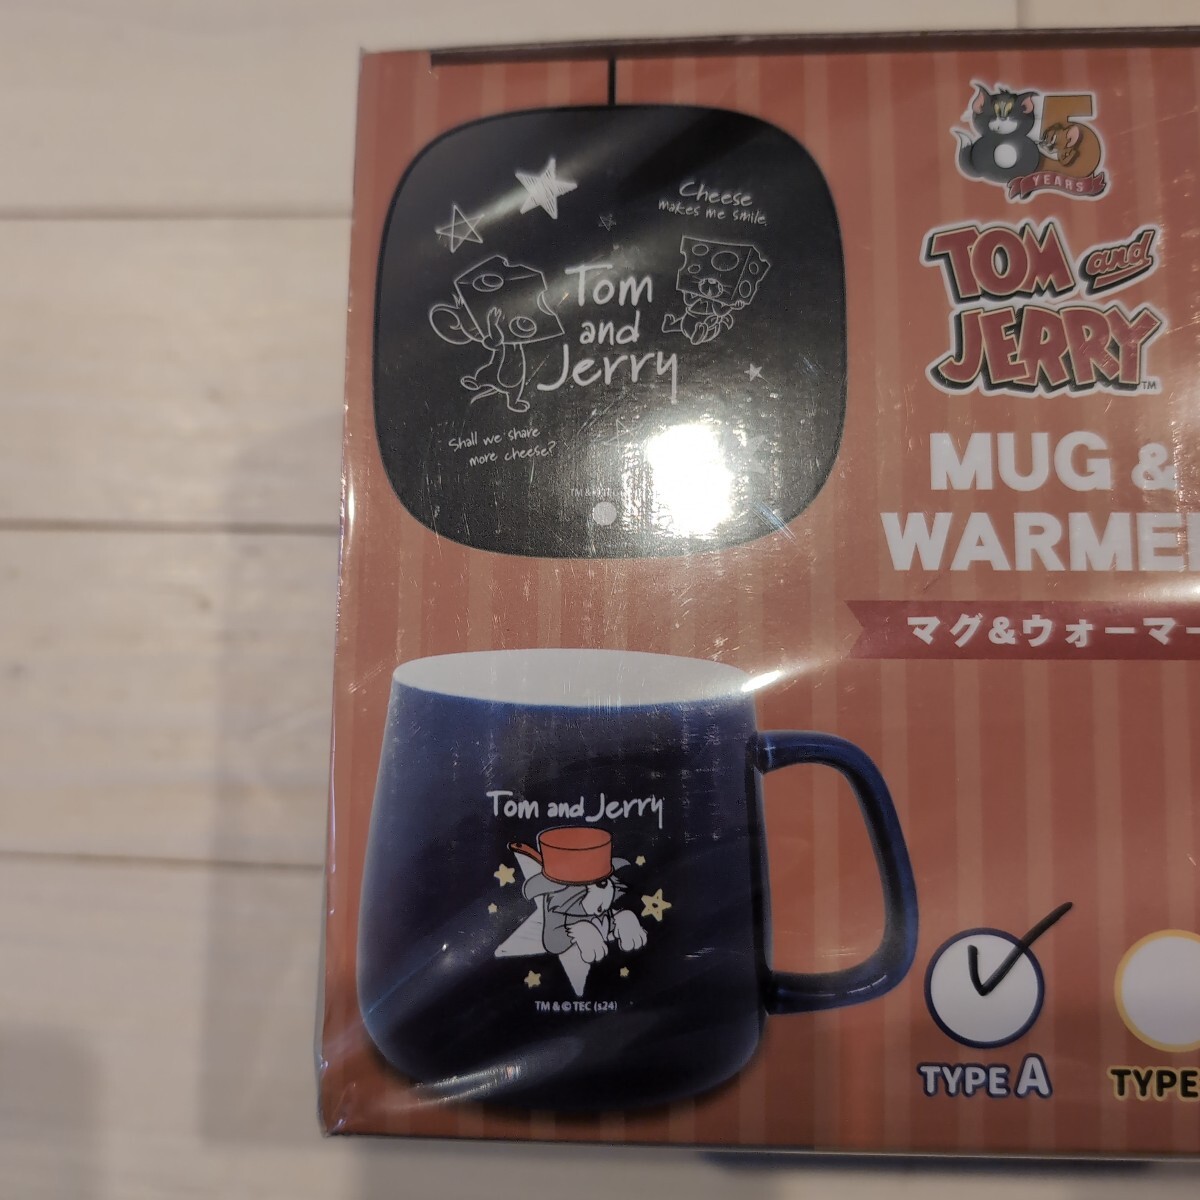 85
YEARS
Cheese
makes me smile.
Tom
and
Jerry
Shall we share
more cheese?
TOM and
JERRY™
MUG &
WARME
マグ&ウォーマー
Tom and Jerry
TM & © TEC (s24)
TYPE A
TYPE